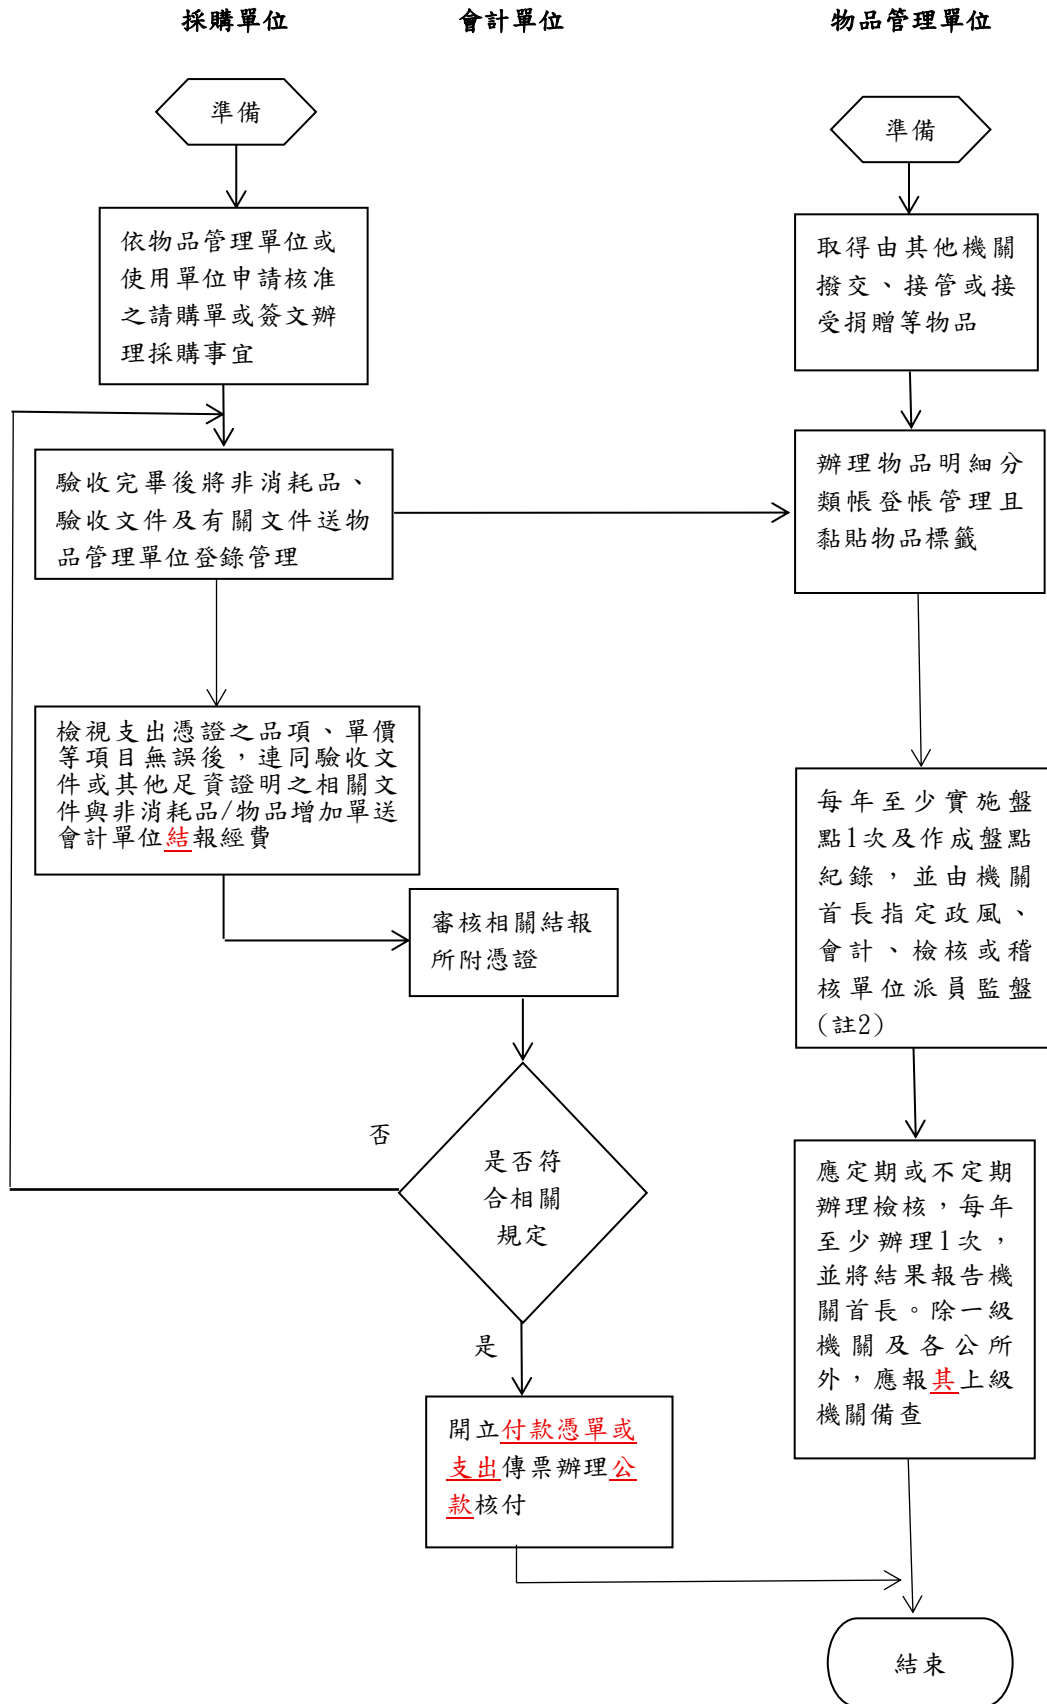 採購單位 會計單位 物品管理單位
準備
準備
依物品管理單位或
使用單位申請核准
之請購單或簽文辦
理採購事宜
取得由其他機關
撥交、接管或接
受捐贈等物品
驗收完畢後將非消耗品、
驗收文件及有關文件送物
品管理單位登錄管理
辦理物品明細分
類帳登帳管理且
黏貼物品標籤
檢視支出憑證之品項、單價
等項目無誤後，連同驗收文
件或其他足資證明之相關文
件與非消耗品/物品增加單送
會計單位結報經費
每年至少實施盤
點1次及作成盤點
紀錄，並由機關
首長指定政風、
會計、檢核或稽
核單位派員監盤
(註2)
審核相關結報
所附憑證
否
是否符
合相關
規定
應定期或不定期
辦理檢核，每年
至少辦理1次，
並將結果報告機
關首長。除一級
機關及各公所
外，應報其上級
機關備查
是
開立付款憑單或
支出傳票辦理公
款核付
結束